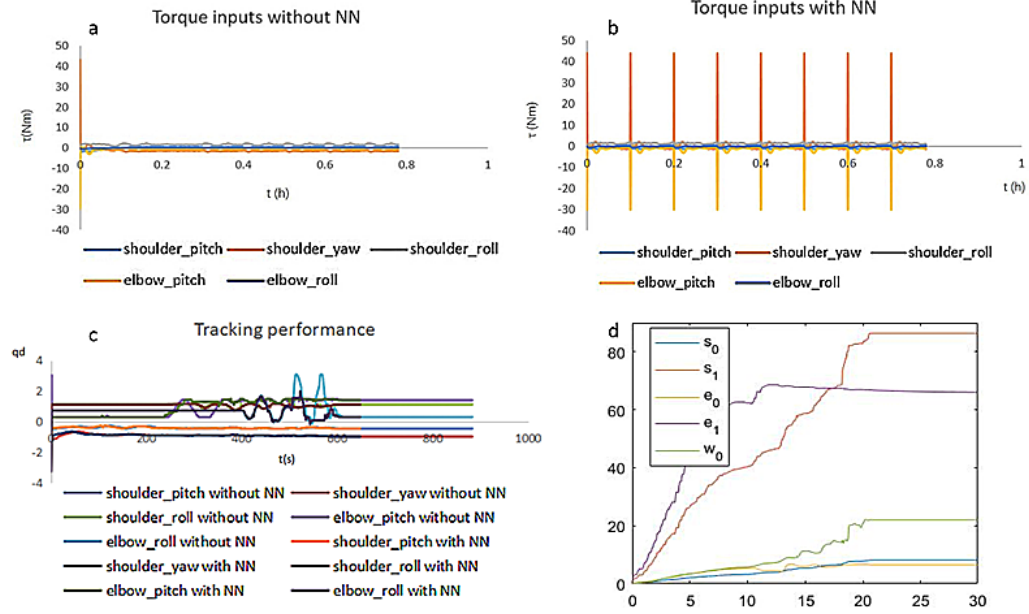 Torque inputs without NN
a
50
40
30
20
10
0
-10
-20
-30
-40
τ(Nm)
0 0.2 0.4 0.6 0.8 1
t (h)
shoulder_pitch shoulder_yaw shoulder_roll
elbow_pitch elbow_roll
Torque inputs with NN
b
50
40
30
20
10
0
-10
-20
-30
-40
τ (Nm)
0 0.2 0.4 0.6 0.8 1
t (h)
shoulder_pitch shoulder_yaw shoulder_roll
elbow_pitch elbow_roll
c Tracking performance
qd
4
2
0
-2
-4
0 200 400 600 800 1000
t(s)
shoulder_pitch without NN shoulder_yaw without NN
shoulder_roll without NN elbow_pitch without NN
elbow_roll without NN shoulder_pitch with NN
shoulder_yaw with NN shoulder_roll with NN
elbow_pitch with NN elbow_roll with NN
d
80
60
40
20
0
s0
s1
e0
e1
w0
0 5 10 15 20 25 30